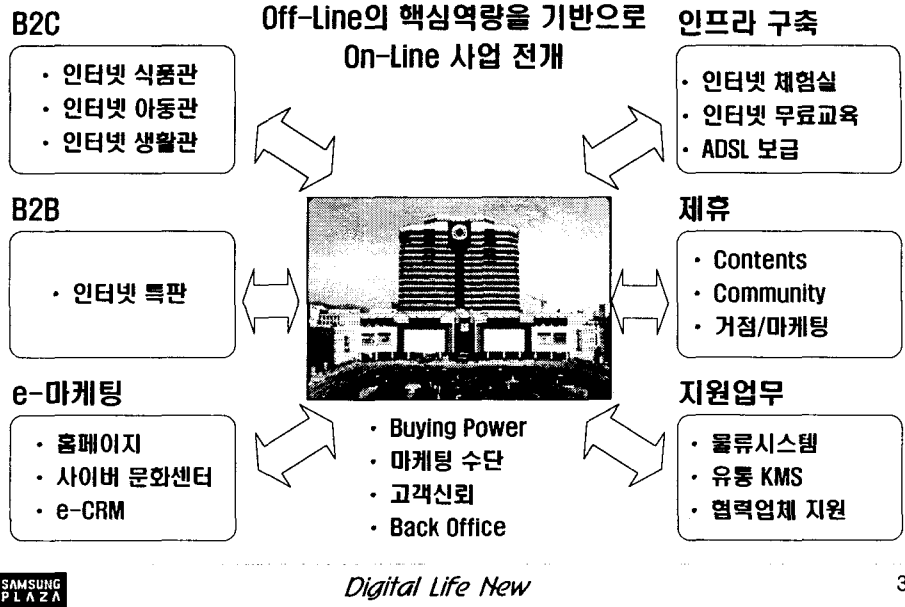 Off-Line의 핵심역량을 기반으로
On-Line 사업 전개
B2C
· 인터넷 식품관
· 인터넷 아동관
· 인터넷 생활관
B2B
· 인터넷 특판
e-마케팅
· 홈페이지
· 사이버 문화센터
· e-CRM
· Buying Power
· 마케팅 수단
· 고객신뢰
· Back Office
인프라 구축
· 인터넷 체험실
· 인터넷 무료교육
· ADSL 보급
제휴
· Contents
· Community
· 거점/마케팅
지원업무
· 물류시스템
· 유통 KMS
· 협력업체 지원
SAMSUNG
PLAZA
Digital Life New
3